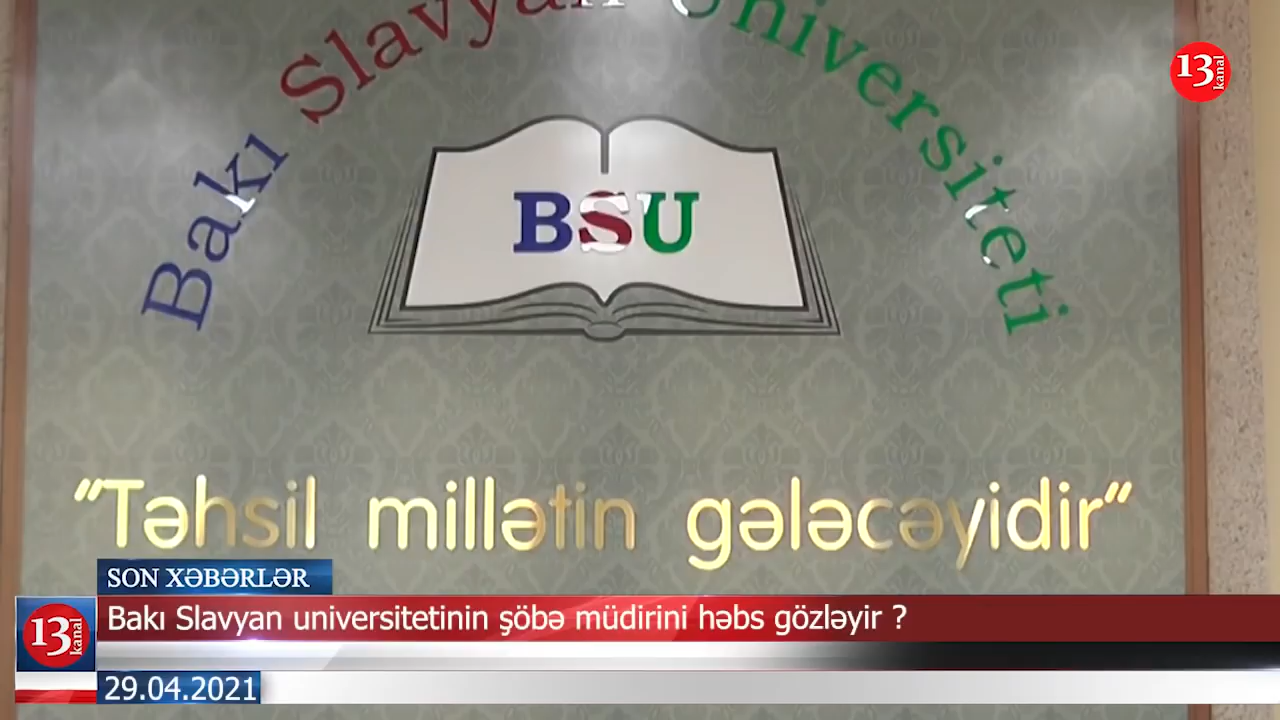 Bakı Slavyan Universiteti
13 kanal
BSU
"Təhsil millətin gələcəyidir"
SON XƏBƏRLƏR
Bakı Slavyan universitetinin şöbə müdirini həbs gözləyir ?
13 kanal
29.04.2021